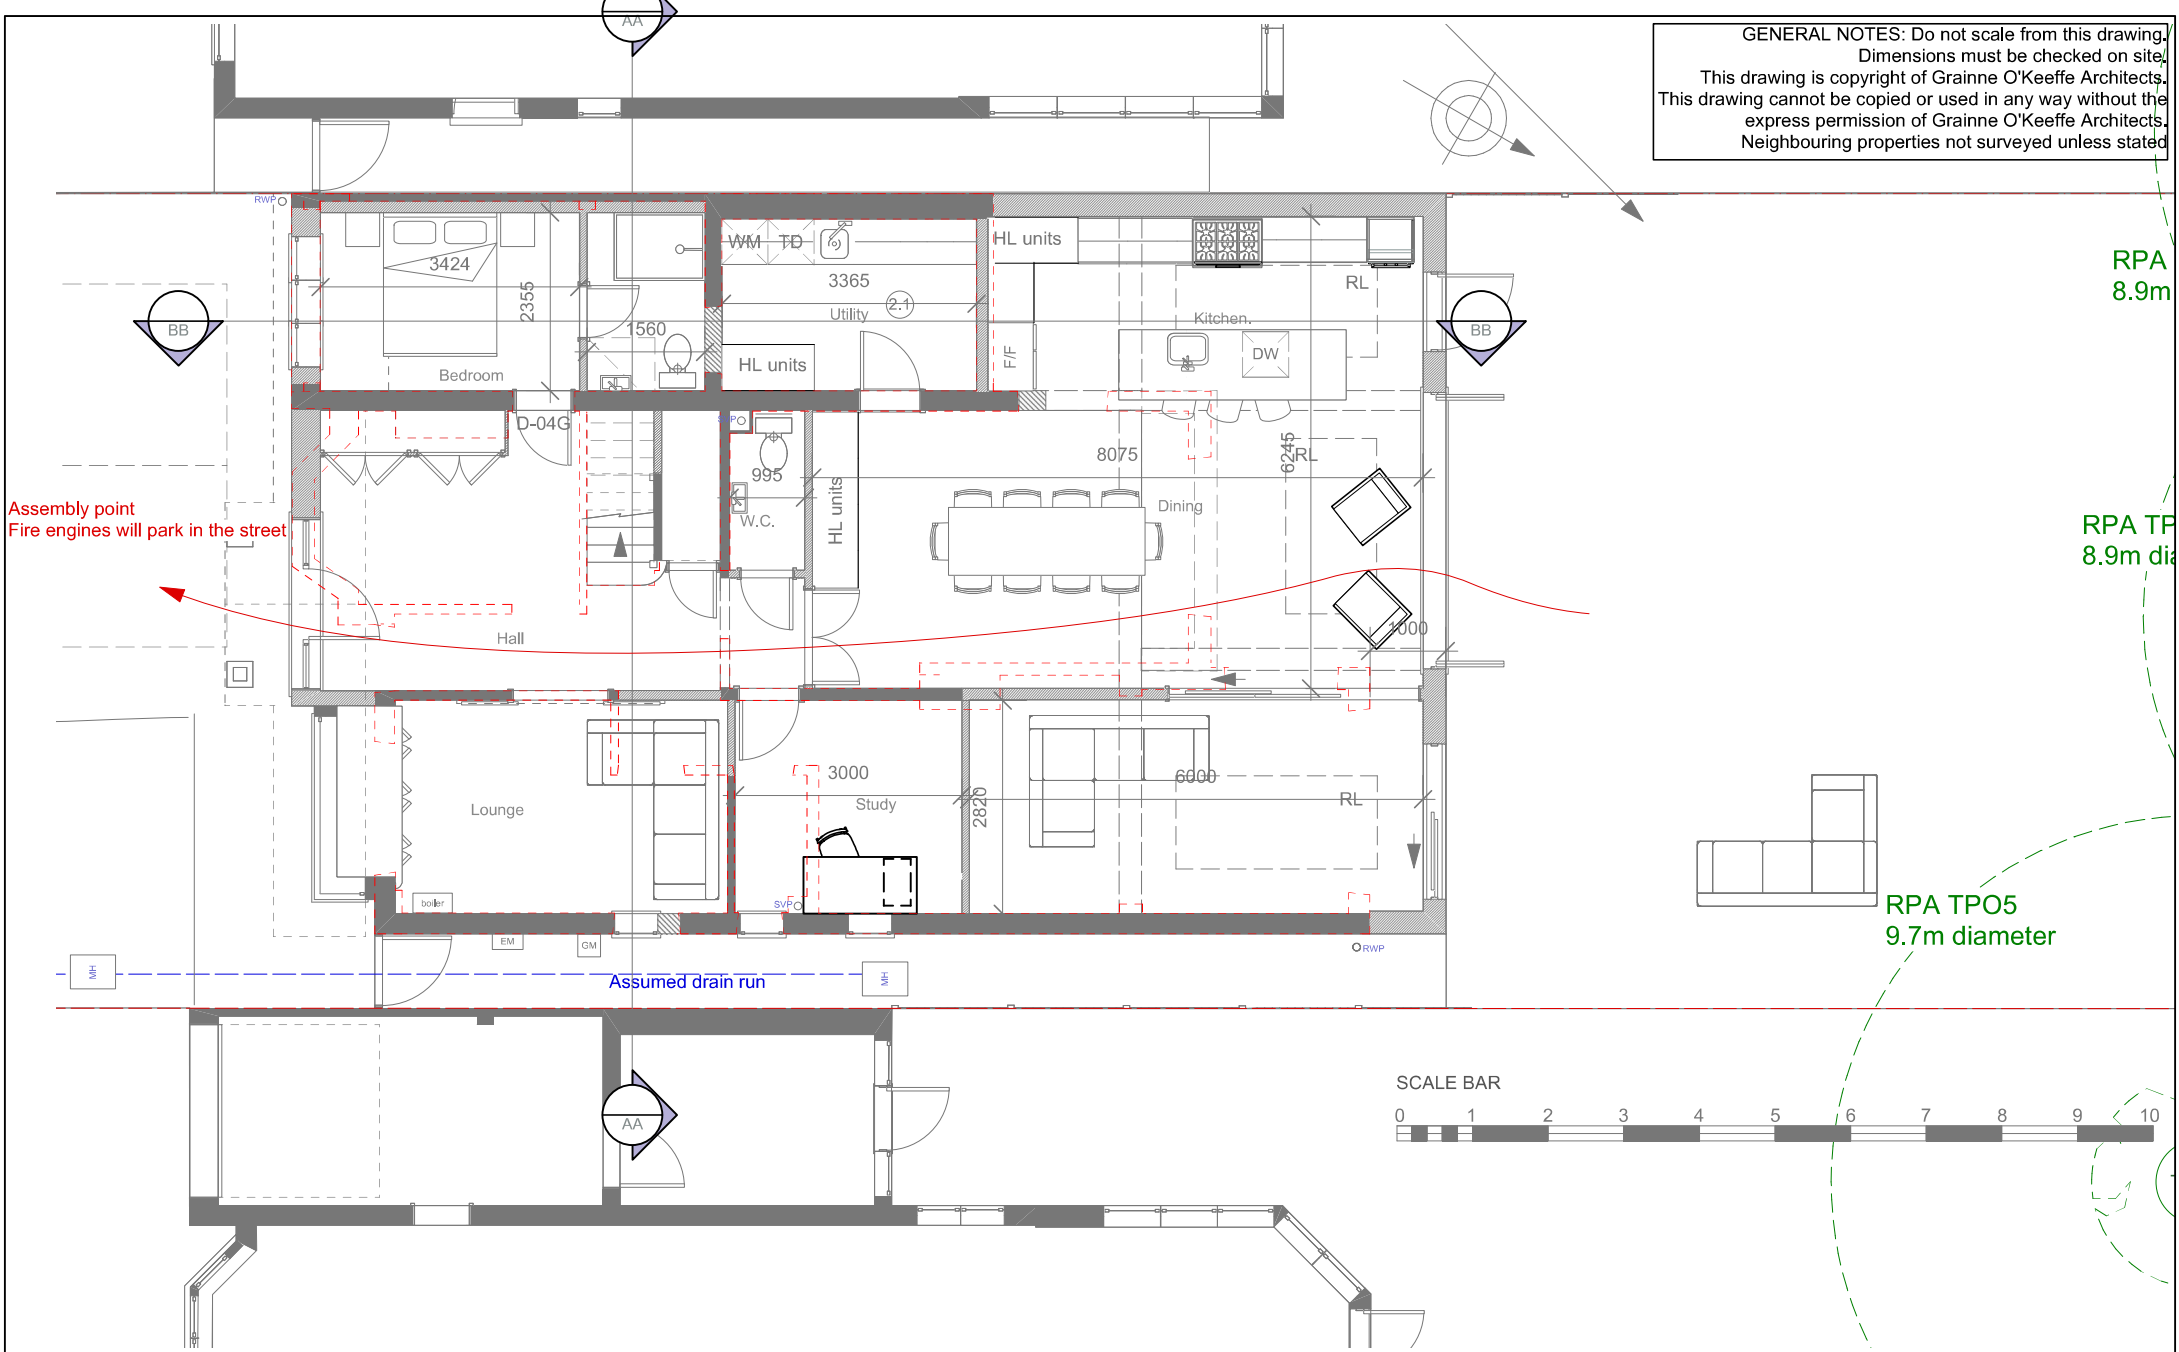 AA
GENERAL NOTES: Do not scale from this drawing.
Dimensions must be checked on site.
This drawing is copyright of Grainne O'Keeffe Architects.
This drawing cannot be copied or used in any way without the
express permission of Grainne O'Keeffe Architects.
Neighbouring properties not surveyed unless stated
RWP
WM
TD
HL units
3424
3365
RL
RPA
8.9m
2355
2.1
Utility
Kitchen.
BB
1560
BB
HL units
F/F
DW
Bedroom
D-04G
8075
6245
RL
995
HL units
Dining
W.C.
Assembly point
Fire engines will park in the street
RPA TP
8.9m dia
Hall
1000
3000
6000
Lounge
Study
2820
RL
boiler
SVP
RPA TPO5
9.7m diameter
EM
GM
RWP
MH
Assumed drain run
MH
SCALE BAR
0 1 2 3 4 5 6 7 8 9 10
AA